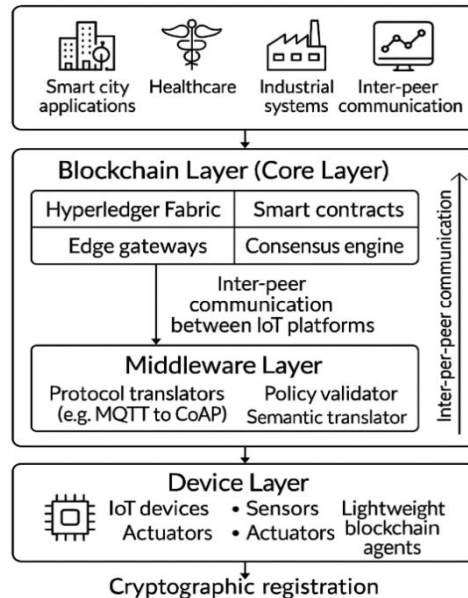 Smart city
applications
Healthcare
Industrial
systems
Inter-peer
communication
Blockchain Layer (Core Layer)
Hyperledger Fabric
Smart contracts
Edge gateways
Consensus engine
Inter-peer
communication
between IoT platforms
Inter-per-peer communication
Middleware Layer
Protocol translators
(e.g. MQTT to CoAP)
Policy validator
Semantic translator
Device Layer
IoT devices
Actuators
• Sensors
• Actuators
Lightweight
blockchain
agents
Cryptographic registration